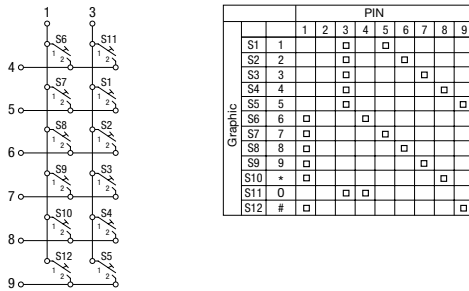 1 3
S6 S11
1 2 1 2
4
S7 S1
1 2 1 2
5
S8 S2
1 2 1 2
6
S9 S3
1 2 1 2
7
S10 S4
1 2 1 2
8
S12 S5
1 2 1 2
9
PIN
1 2 3 4 5 6 7 8 9
Graphic
S1 1
S2 2
S3 3
S4 4
S5 5
S6 6
S7 7
S8 8
S9 9
S10 *
S11 0
S12 #